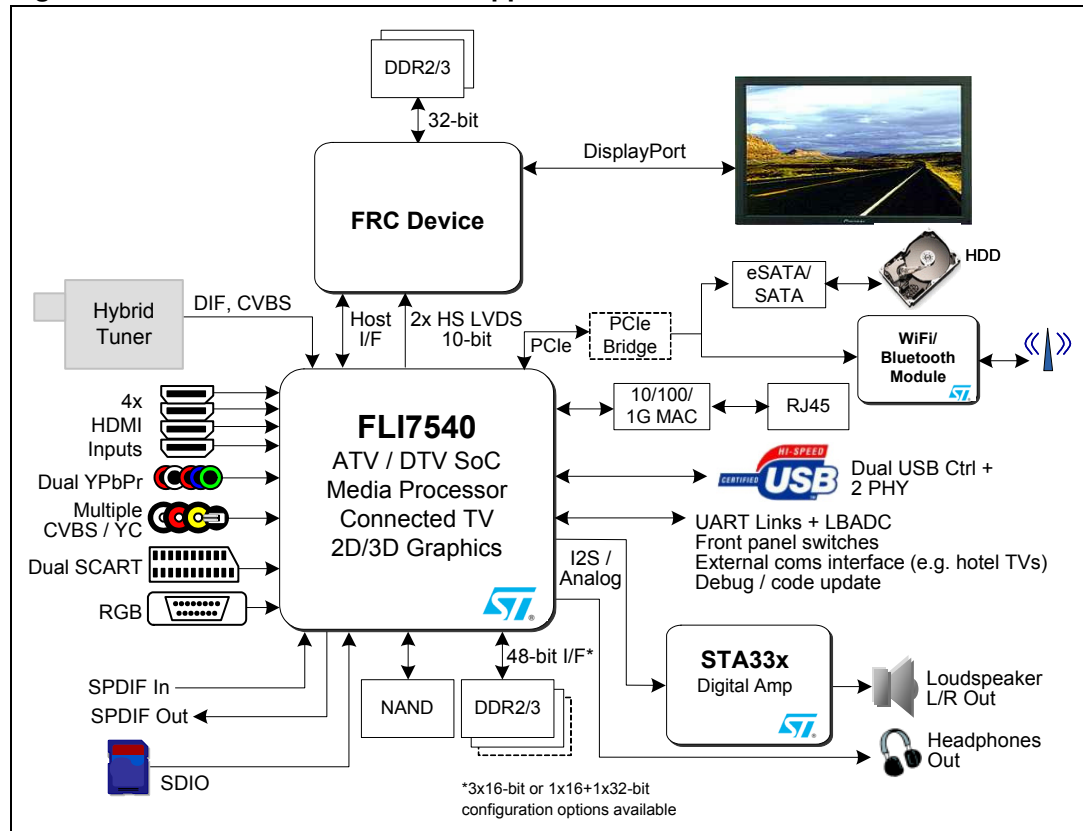 DDR2/3
32-bit
DisplayPort
FRC Device
HDD
eSATA/
SATA
Hybrid
Tuner
DIF, CVBS
Host
I/F
2x HS LVDS
10-bit
PCIe
PCIe
Bridge
WiFi/
Bluetooth
Module
4x
HDMI
Inputs
FLI7540
ATV / DTV SoC
Media Processor
Connected TV
2D/3D Graphics
10/100/
1G MAC
RJ45
Dual YPbPr
HI-SPEED
CERTIFIED USB
Dual USB Ctrl +
2 PHY
Multiple
CVBS / YC
UART Links + LBADC
Front panel switches
External coms interface (e.g. hotel TVs)
Debug / code update
Dual SCART
I2S /
Analog
RGB
48-bit I/F*
STA33x
Digital Amp
SPDIF In
SPDIF Out
NAND
DDR2/3
Loudspeaker
L/R Out
Headphones
Out
SDIO
*3x16-bit or 1x16+1x32-bit
configuration options available